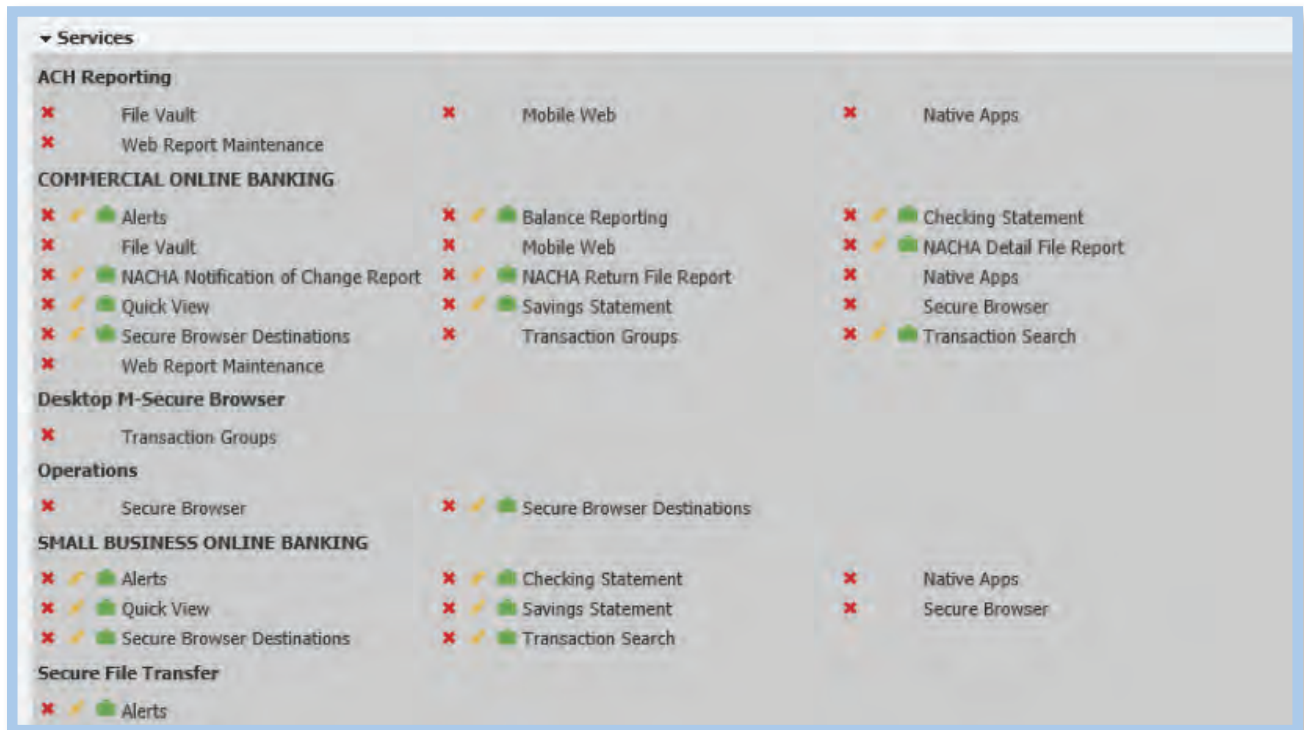 Services
ACH Reporting
File Vault Mobile Web Native Apps
Web Report Maintenance
COMMERCIAL ONLINE BANKING
Alerts Balance Reporting Checking Statement
File Vault Mobile Web NACHA Detail File Report
NACHA Notification of Change Report NACHA Return File Report Native Apps
Quick View Savings Statement Secure Browser
Secure Browser Destinations Transaction Groups Transaction Search
Web Report Maintenance
Desktop M-Secure Browser
Transaction Groups
Operations
Secure Browser Secure Browser Destinations
SMALL BUSINESS ONLINE BANKING
Alerts Checking Statement Native Apps
Quick View Savings Statement Secure Browser
Secure Browser Destinations Transaction Search
Secure File Transfer
Alerts